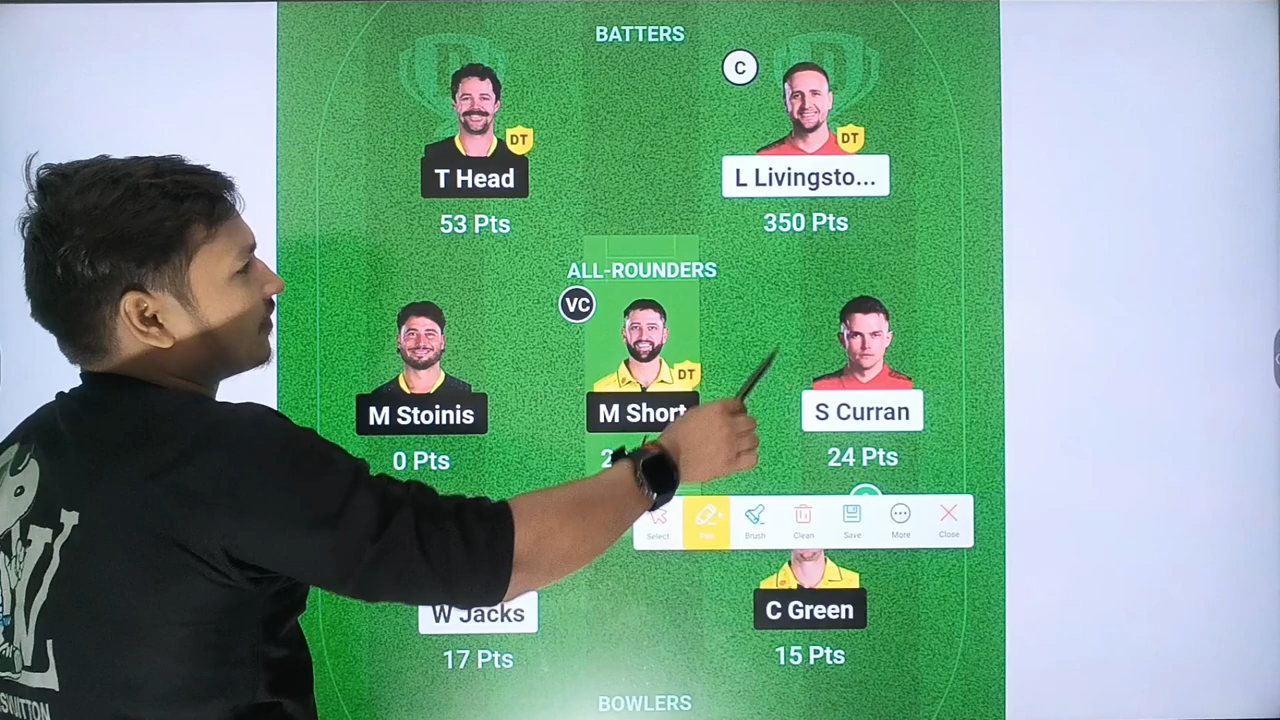 BATTERS
C
DT
DT
T Head
L Livingsto...
53 Pts
350 Pts
ALL-ROUNDERS
VC
DT
M Stoinis
M Short
S Curran
0 Pts
24 Pts
Select
Pen
Brush
Clean
Save
More
Close
W Jacks
C Green
17 Pts
15 Pts
BOWLERS